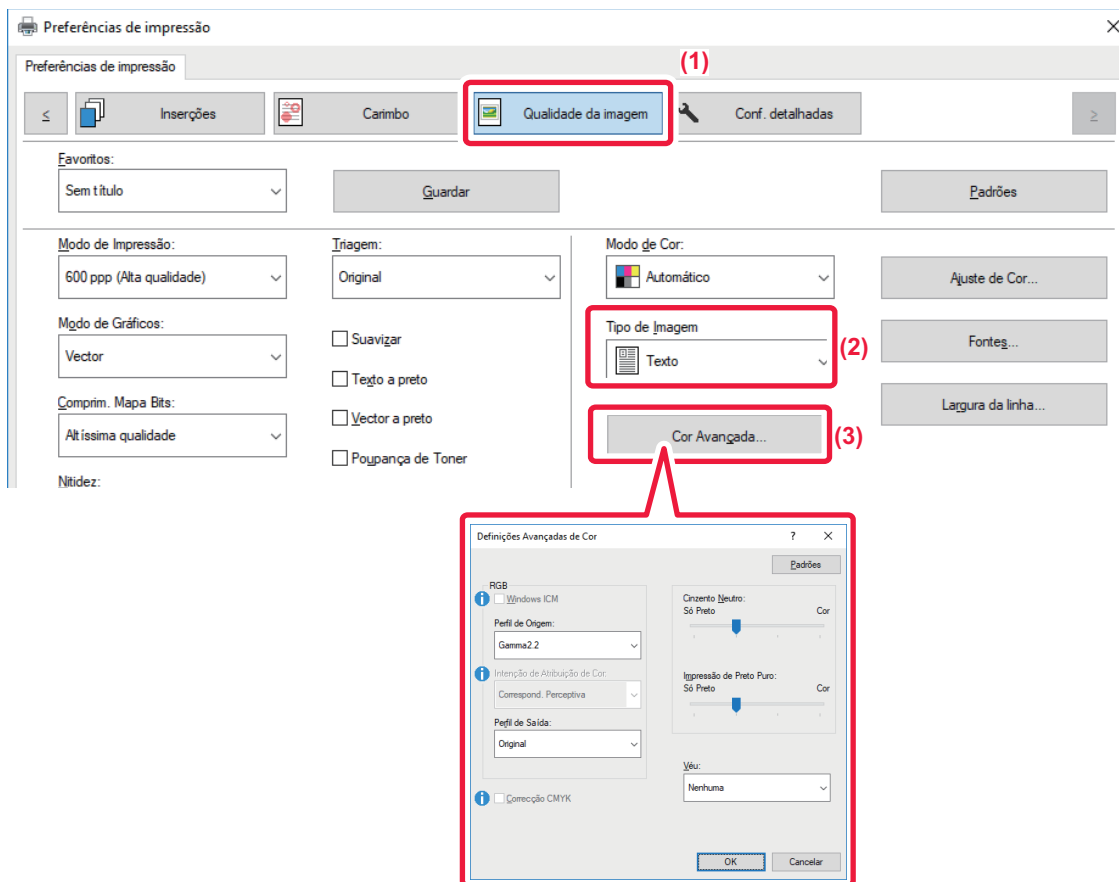 Preferências de impressão
Preferências de impressão
(1)
<
Inserções
Carimbo
Qualidade da imagem
Conf. detalhadas
>
Favoritos:
Sem título
Guardar
Padrões
Modo de Impressão:
Triagem:
Modo de Cor:
600 ppp (Alta qualidade)
Original
Automático
Ajuste de Cor...
Modo de Gráficos:
Suavizar
Tipo de Imagem
(2)
Fontes...
Vector
Texto
Texto a preto
Comprim. Mapa Bits:
Vector a preto
Largura da linha...
Altíssima qualidade
Cor Avançada...
(3)
Poupança de Toner
Nitidez:
Definições Avançadas de Cor
?
Padrões
RGB
Windows ICM
Perfil de Origem:
Gamma2.2
Intenção de Atribuição de Cor:
Correspond. Perceptiva
Perfil de Saída:
Original
Correcção CMYK
Cinzento Neutro:
Só Preto Cor
Impressão de Preto Puro:
Só Preto Cor
Véu:
Nenhuma
OK
Cancelar